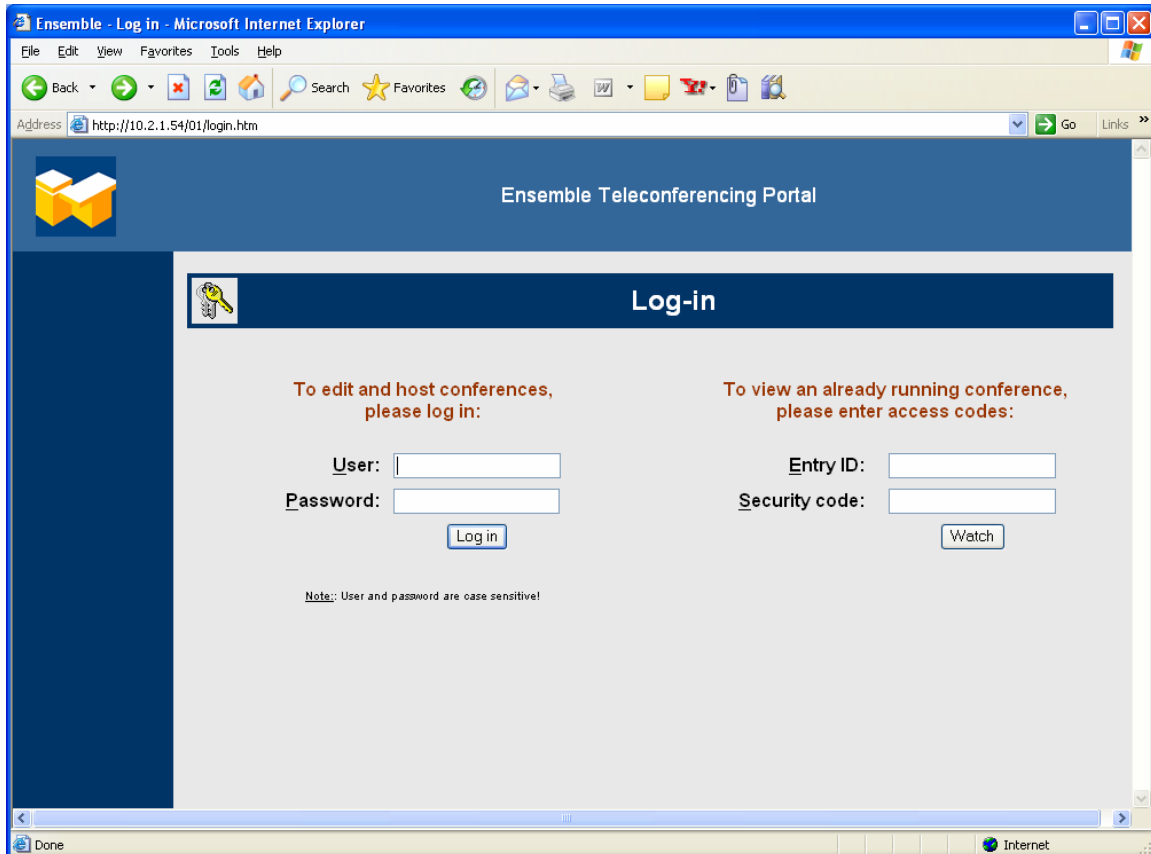 Ensemble - Log in - Microsoft Internet Explorer
File Edit View Favorites Tools Help
Back Search Favorites
Address http://10.2.1.54/01/login.htm Go Links »
Ensemble Teleconferencing Portal
Log-in
To edit and host conferences,
please log in:
User:
Password:
Log in
Note:: User and password are case sensitive!
To view an already running conference,
please enter access codes:
Entry ID:
Security code:
Watch
Done Internet